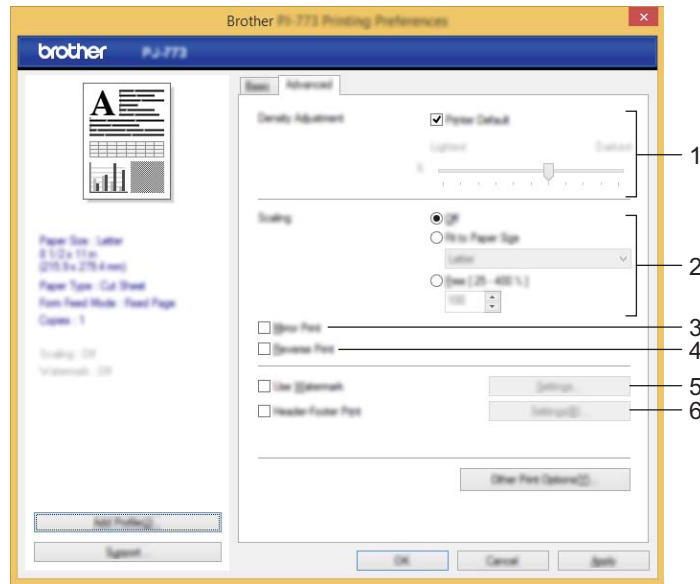 Brother PJ-773 Printing Preferences
brother PJ-773
A
Basic Advanced
Density Adjustment
Printer Default
Lightest Darkest
1
Scaling
Off
Fit to Paper Size
Letter
Free [ 25 - 400 % ]
100
2
Paper Size : Letter
8 1/2 x 11 in
(215.9 x 279.4 mm)
Paper Type : Cut Sheet
Form Feed Mode : Fixed Page
Copies : 1
Scaling : Off
Watermark : Off
Mirror Print
3
Reverse Print
4
Use Watermark
Settings...
5
Header-Footer Print
6
Other Print Options
Add Profile
Support...
OK Cancel Apply